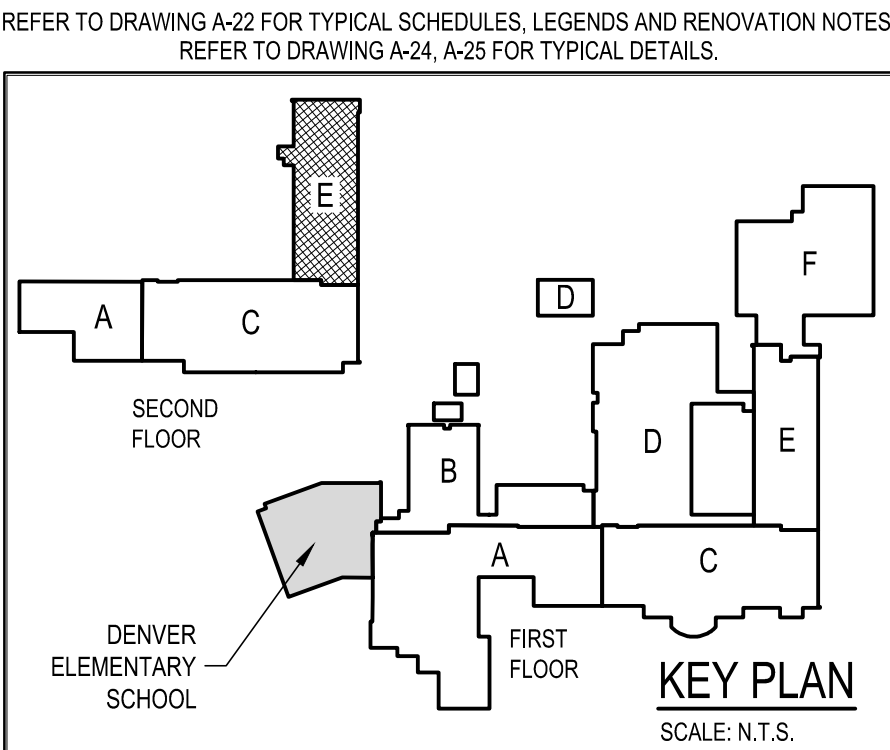 REFER TO DRAWING A-22 FOR TYPICAL SCHEDULES, LEGENDS AND RENOVATION NOTES
REFER TO DRAWING A-24, A-25 FOR TYPICAL DETAILS.
E
A
C
SECOND
FLOOR
F
D
B
D
E
A
C
DENVER
ELEMENTARY
SCHOOL
FIRST
FLOOR
KEY PLAN
SCALE: N.T.S.